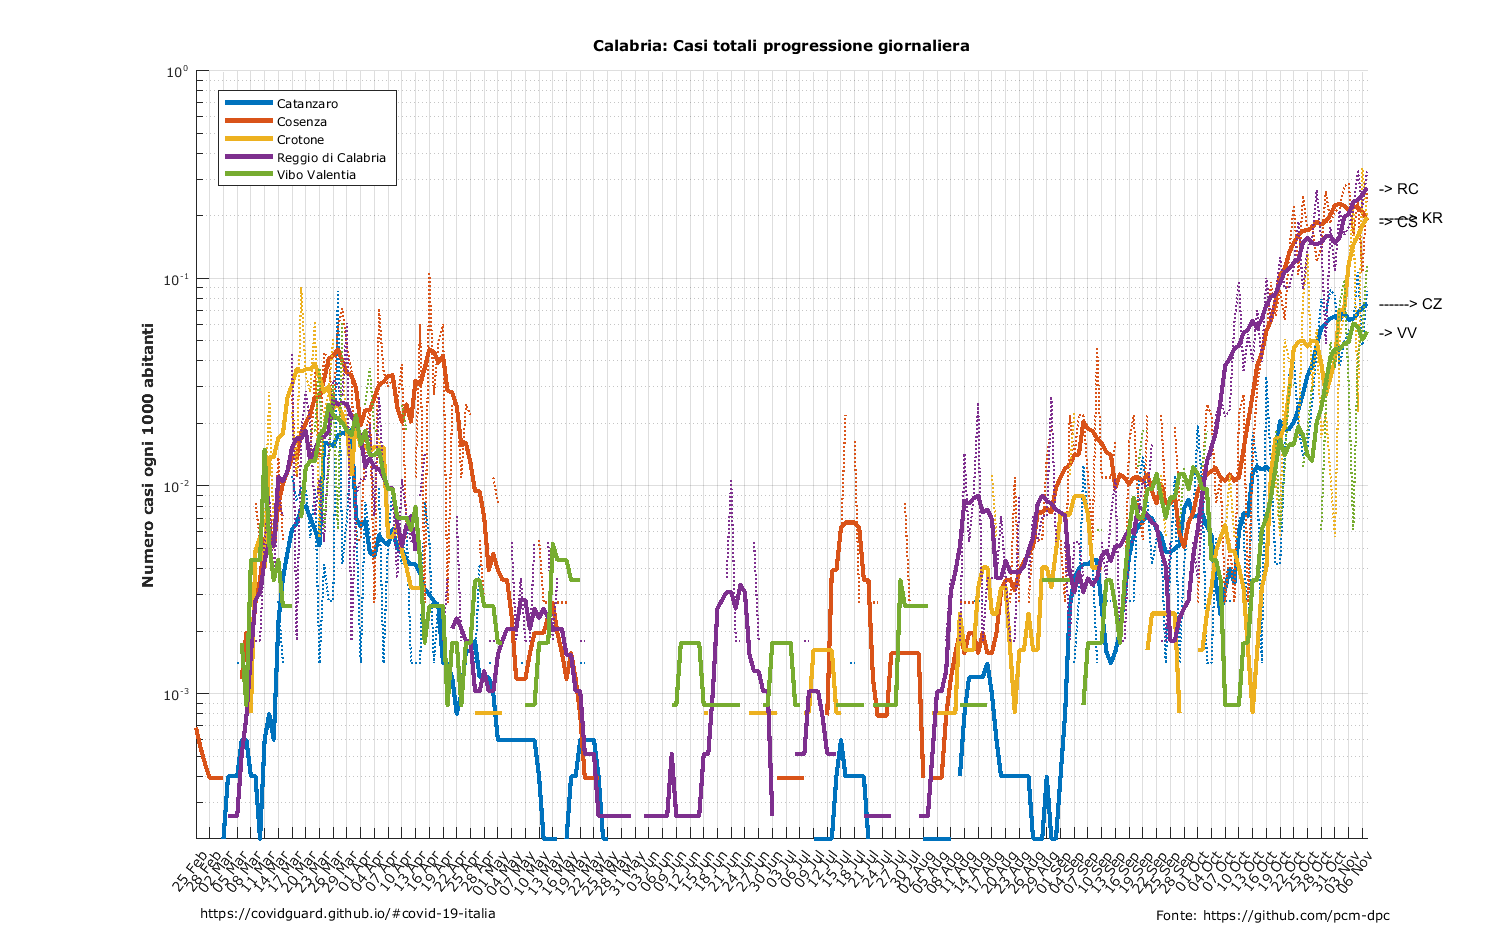 Calabria: Casi totali progressione giornaliera
Numero casi ogni 1000 abitanti
10^0
10^-1
10^-2
10^-3
Catanzaro
Cosenza
Crotone
Reggio di Calabria
Vibo Valentia
-> RC
------> KR
-> CS
------> CZ
-> VV
25 Feb
28 Feb
02 Mar
05 Mar
08 Mar
11 Mar
14 Mar
17 Mar
20 Mar
23 Mar
26 Mar
29 Mar
01 Apr
04 Apr
07 Apr
10 Apr
13 Apr
16 Apr
19 Apr
22 Apr
25 Apr
28 Apr
01 May
04 May
07 May
10 May
13 May
16 May
19 May
22 May
25 May
28 May
31 May
03 Jun
06 Jun
09 Jun
12 Jun
15 Jun
18 Jun
21 Jun
24 Jun
27 Jun
30 Jun
03 Jul
06 Jul
09 Jul
12 Jul
15 Jul
18 Jul
21 Jul
24 Jul
27 Jul
30 Jul
02 Aug
05 Aug
08 Aug
11 Aug
14 Aug
17 Aug
20 Aug
23 Aug
26 Aug
29 Aug
01 Sep
04 Sep
07 Sep
10 Sep
13 Sep
16 Sep
19 Sep
22 Sep
25 Sep
28 Sep
01 Oct
04 Oct
07 Oct
10 Oct
13 Oct
16 Oct
19 Oct
22 Oct
25 Oct
28 Oct
31 Oct
03 Nov
06 Nov
https://covidguard.github.io/#covid-19-italia
Fonte: https://github.com/pcm-dpc